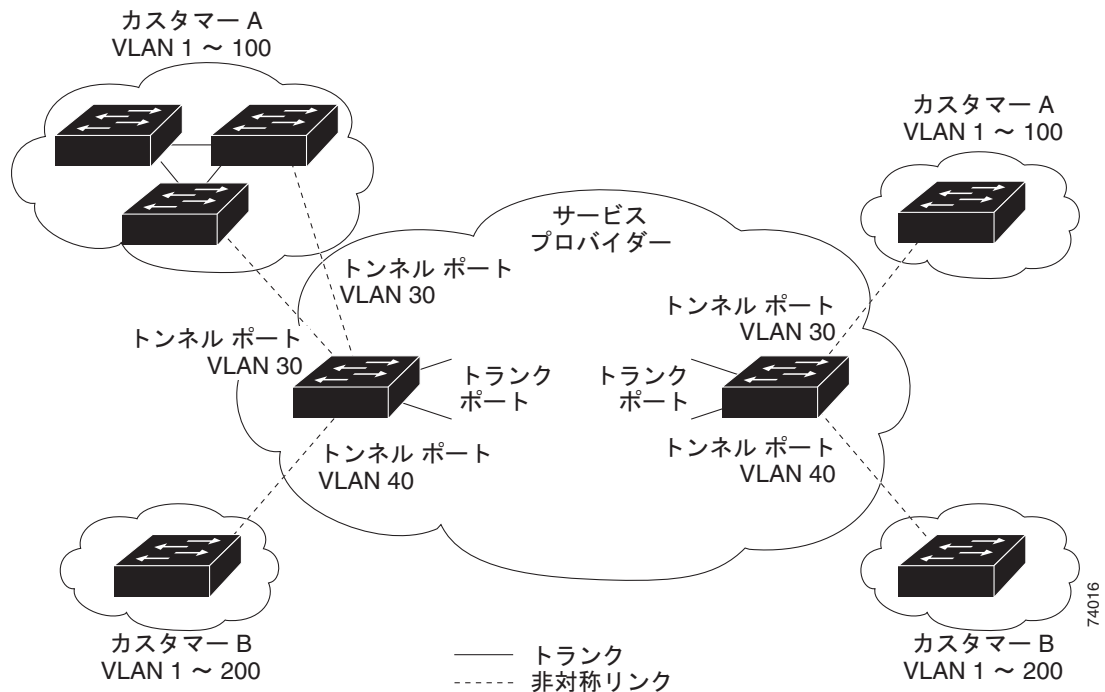 カスタマー A
VLAN 1 ～ 100
カスタマー A
VLAN 1 ～ 100
サービス
プロバイダー
トンネル ポート
VLAN 30
トンネル ポート
VLAN 30
トンネル ポート
VLAN 30
トランク
ポート
トランク
ポート
トンネル ポート
VLAN 40
トンネル ポート
VLAN 40
カスタマー B
VLAN 1 ～ 200
カスタマー B
VLAN 1 ～ 200
トランク
非対称リンク
74016